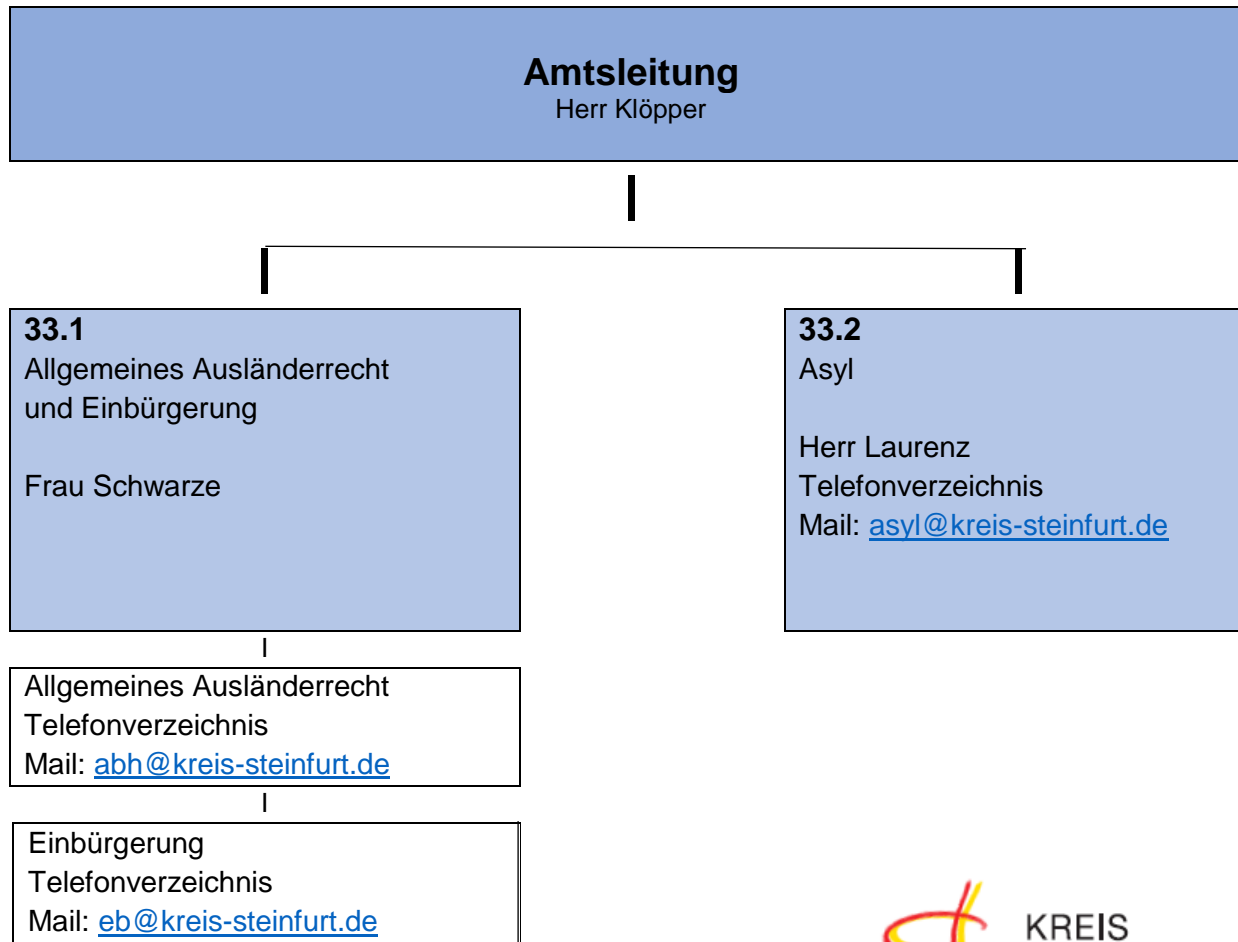 Amtsleitung
Herr Klöpper
33.1
Allgemeines Ausländerrecht
und Einbürgerung
Frau Schwarze
33.2
Asyl
Herr Laurenz
Telefonverzeichnis
Mail: asyl@kreis-steinfurt.de
Allgemeines Ausländerrecht
Telefonverzeichnis
Mail: abh@kreis-steinfurt.de
Einbürgerung
Telefonverzeichnis
Mail: eb@kreis-steinfurt.de
KREIS